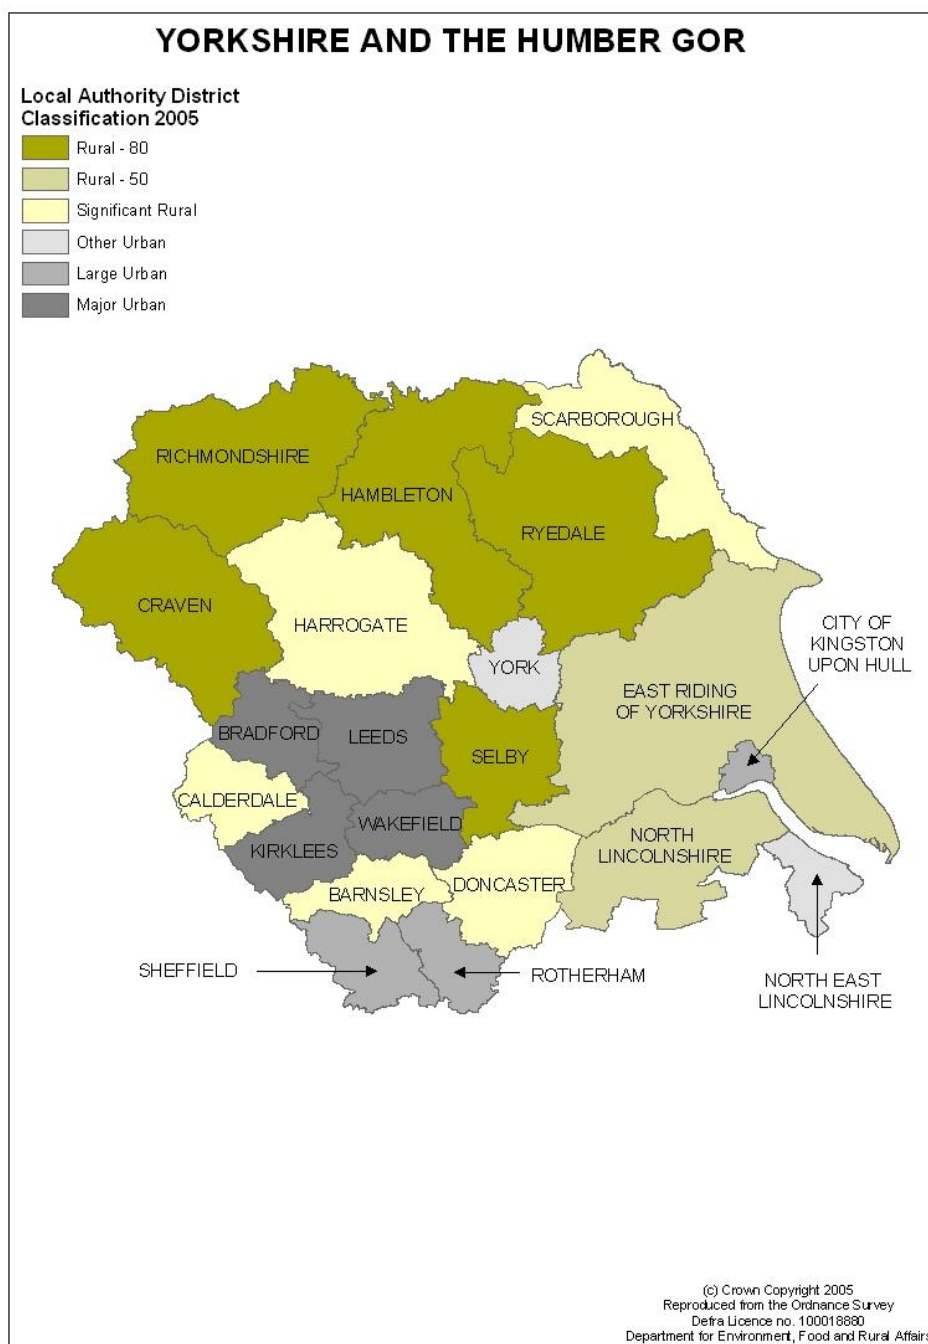 YORKSHIRE AND THE HUMBER GOR
Local Authority District
Classification 2005
Rural - 80
Rural - 50
Significant Rural
Other Urban
Large Urban
Major Urban
SCARBOROUGH
RICHMONDSHIRE
HAMBLETON
RYEDALE
CRAVEN
HARROGATE
CITY OF
KINGSTON
UPON HULL
YORK
EAST RIDING
OF YORKSHIRE
BRADFORD
LEEDS
SELBY
CALDERDALE
WAKEFIELD
KIRKLEES
NORTH
LINCOLNSHIRE
BARNSLEY
DONCASTER
SHEFFIELD
ROTHERHAM
NORTH EAST
LINCOLNSHIRE
(c) Crown Copyright 2005
Reproduced from the Ordnance Survey
Defra Licence no. 100018880
Department for Environment, Food and Rural Affairs